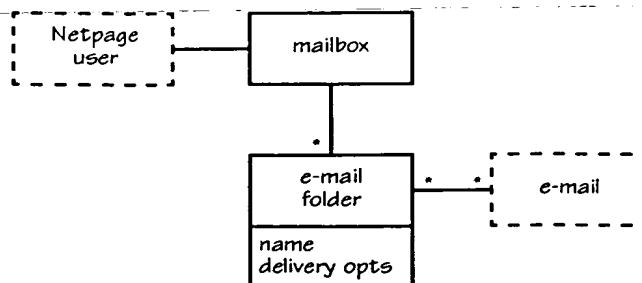 Netpage
user
mailbox
*
e-mail
folder
* *
e-mail
name
delivery opts